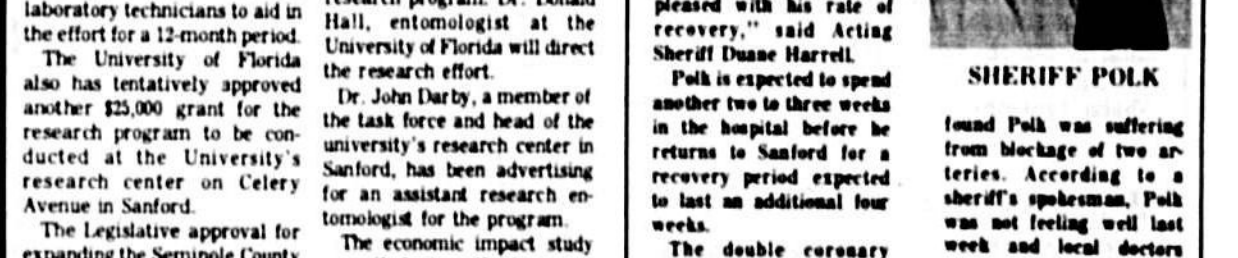 laboratory technicians to aid in
the effort for a 12-month period.
The University of Florida
also has tentatively approved
another $25,000 grant for the
research program to be con-
ducted at the University's
research center on Celery
Avenue in Sanford.
The Legislative approval for
expanding the Seminole County
research program. Dr. Donald
Hall, entomologist at the
University of Florida will direct
the research effort.
Dr. John Darby, a member of
the task force and head of the
university's research center in
Sanford, has been advertising
for an assistant research en-
tomologist for the program.
The economic impact study
pleased with his rate of
recovery," said Acting
Sheriff Duane Harrell.
Polk is expected to spend
another two to three weeks
in the hospital before he
returns to Sanford for a
recovery period expected
to last an additional four
weeks.
The double coronary
SHERIFF POLK
found Polk was suffering
from blockage of two ar-
teries. According to a
sheriff's spokesman, Polk
was not feeling well last
week and local doctors